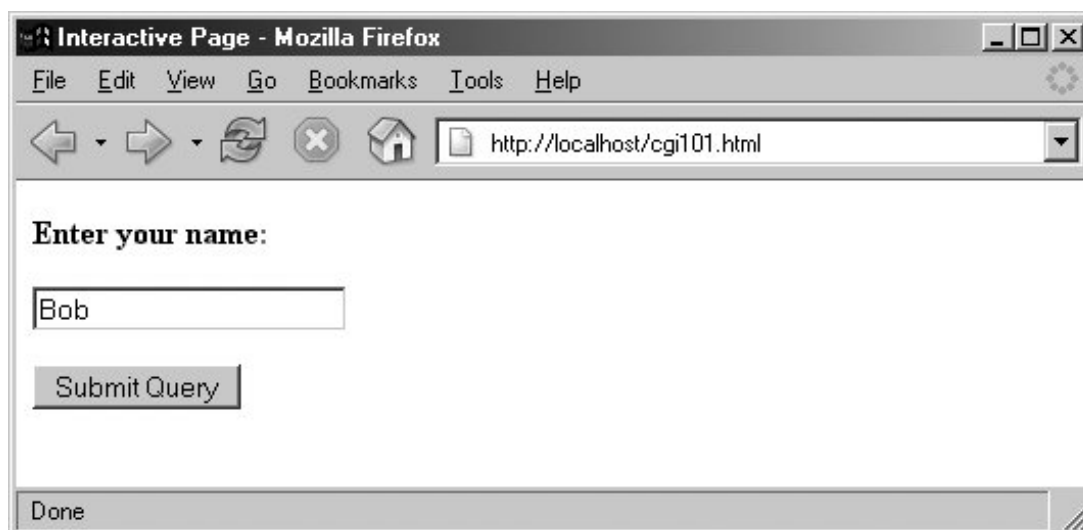 Interactive Page - Mozilla Firefox
File Edit View Go Bookmarks Tools Help
http://localhost/cgi101.html
Enter your name:
Bob
Submit Query
Done